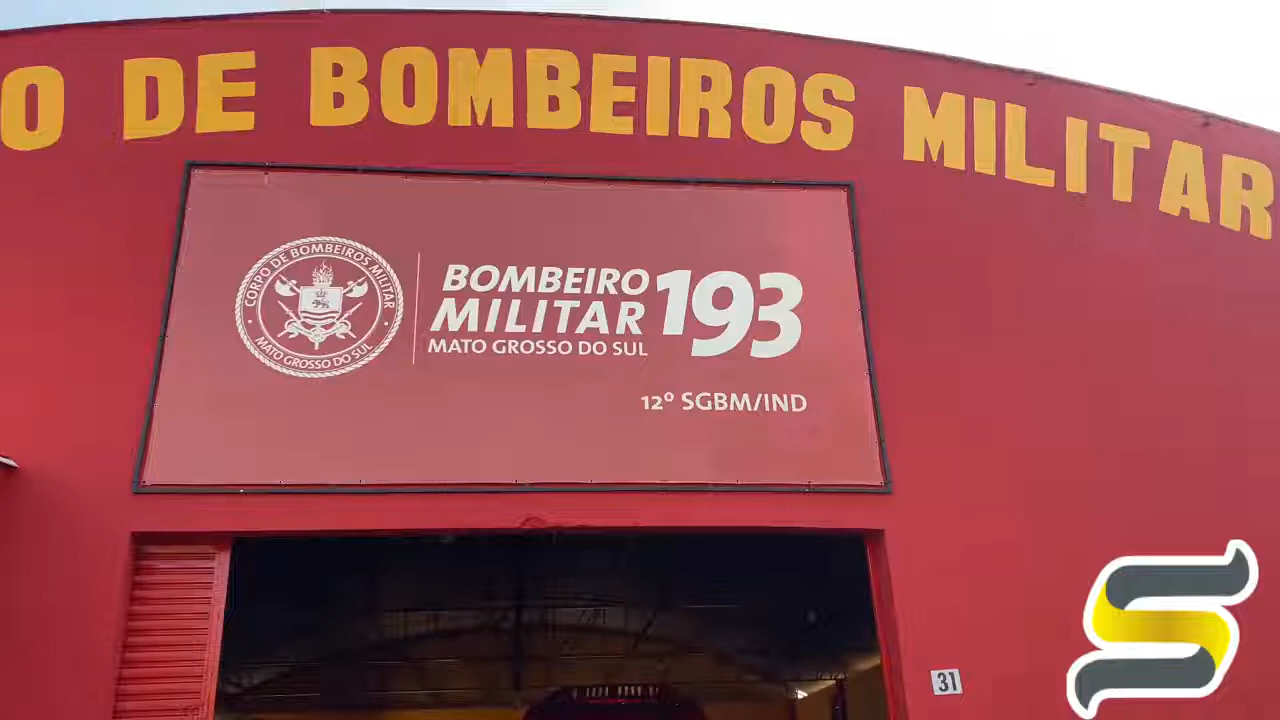 O DE BOMBEIROS MILITAR
CORPO DE BOMBEIROS MILITAR
MATO GROSSO DO SUL
BOMBEIRO
MILITAR
193
MATO GROSSO DO SUL
12º SGBM/IND
31